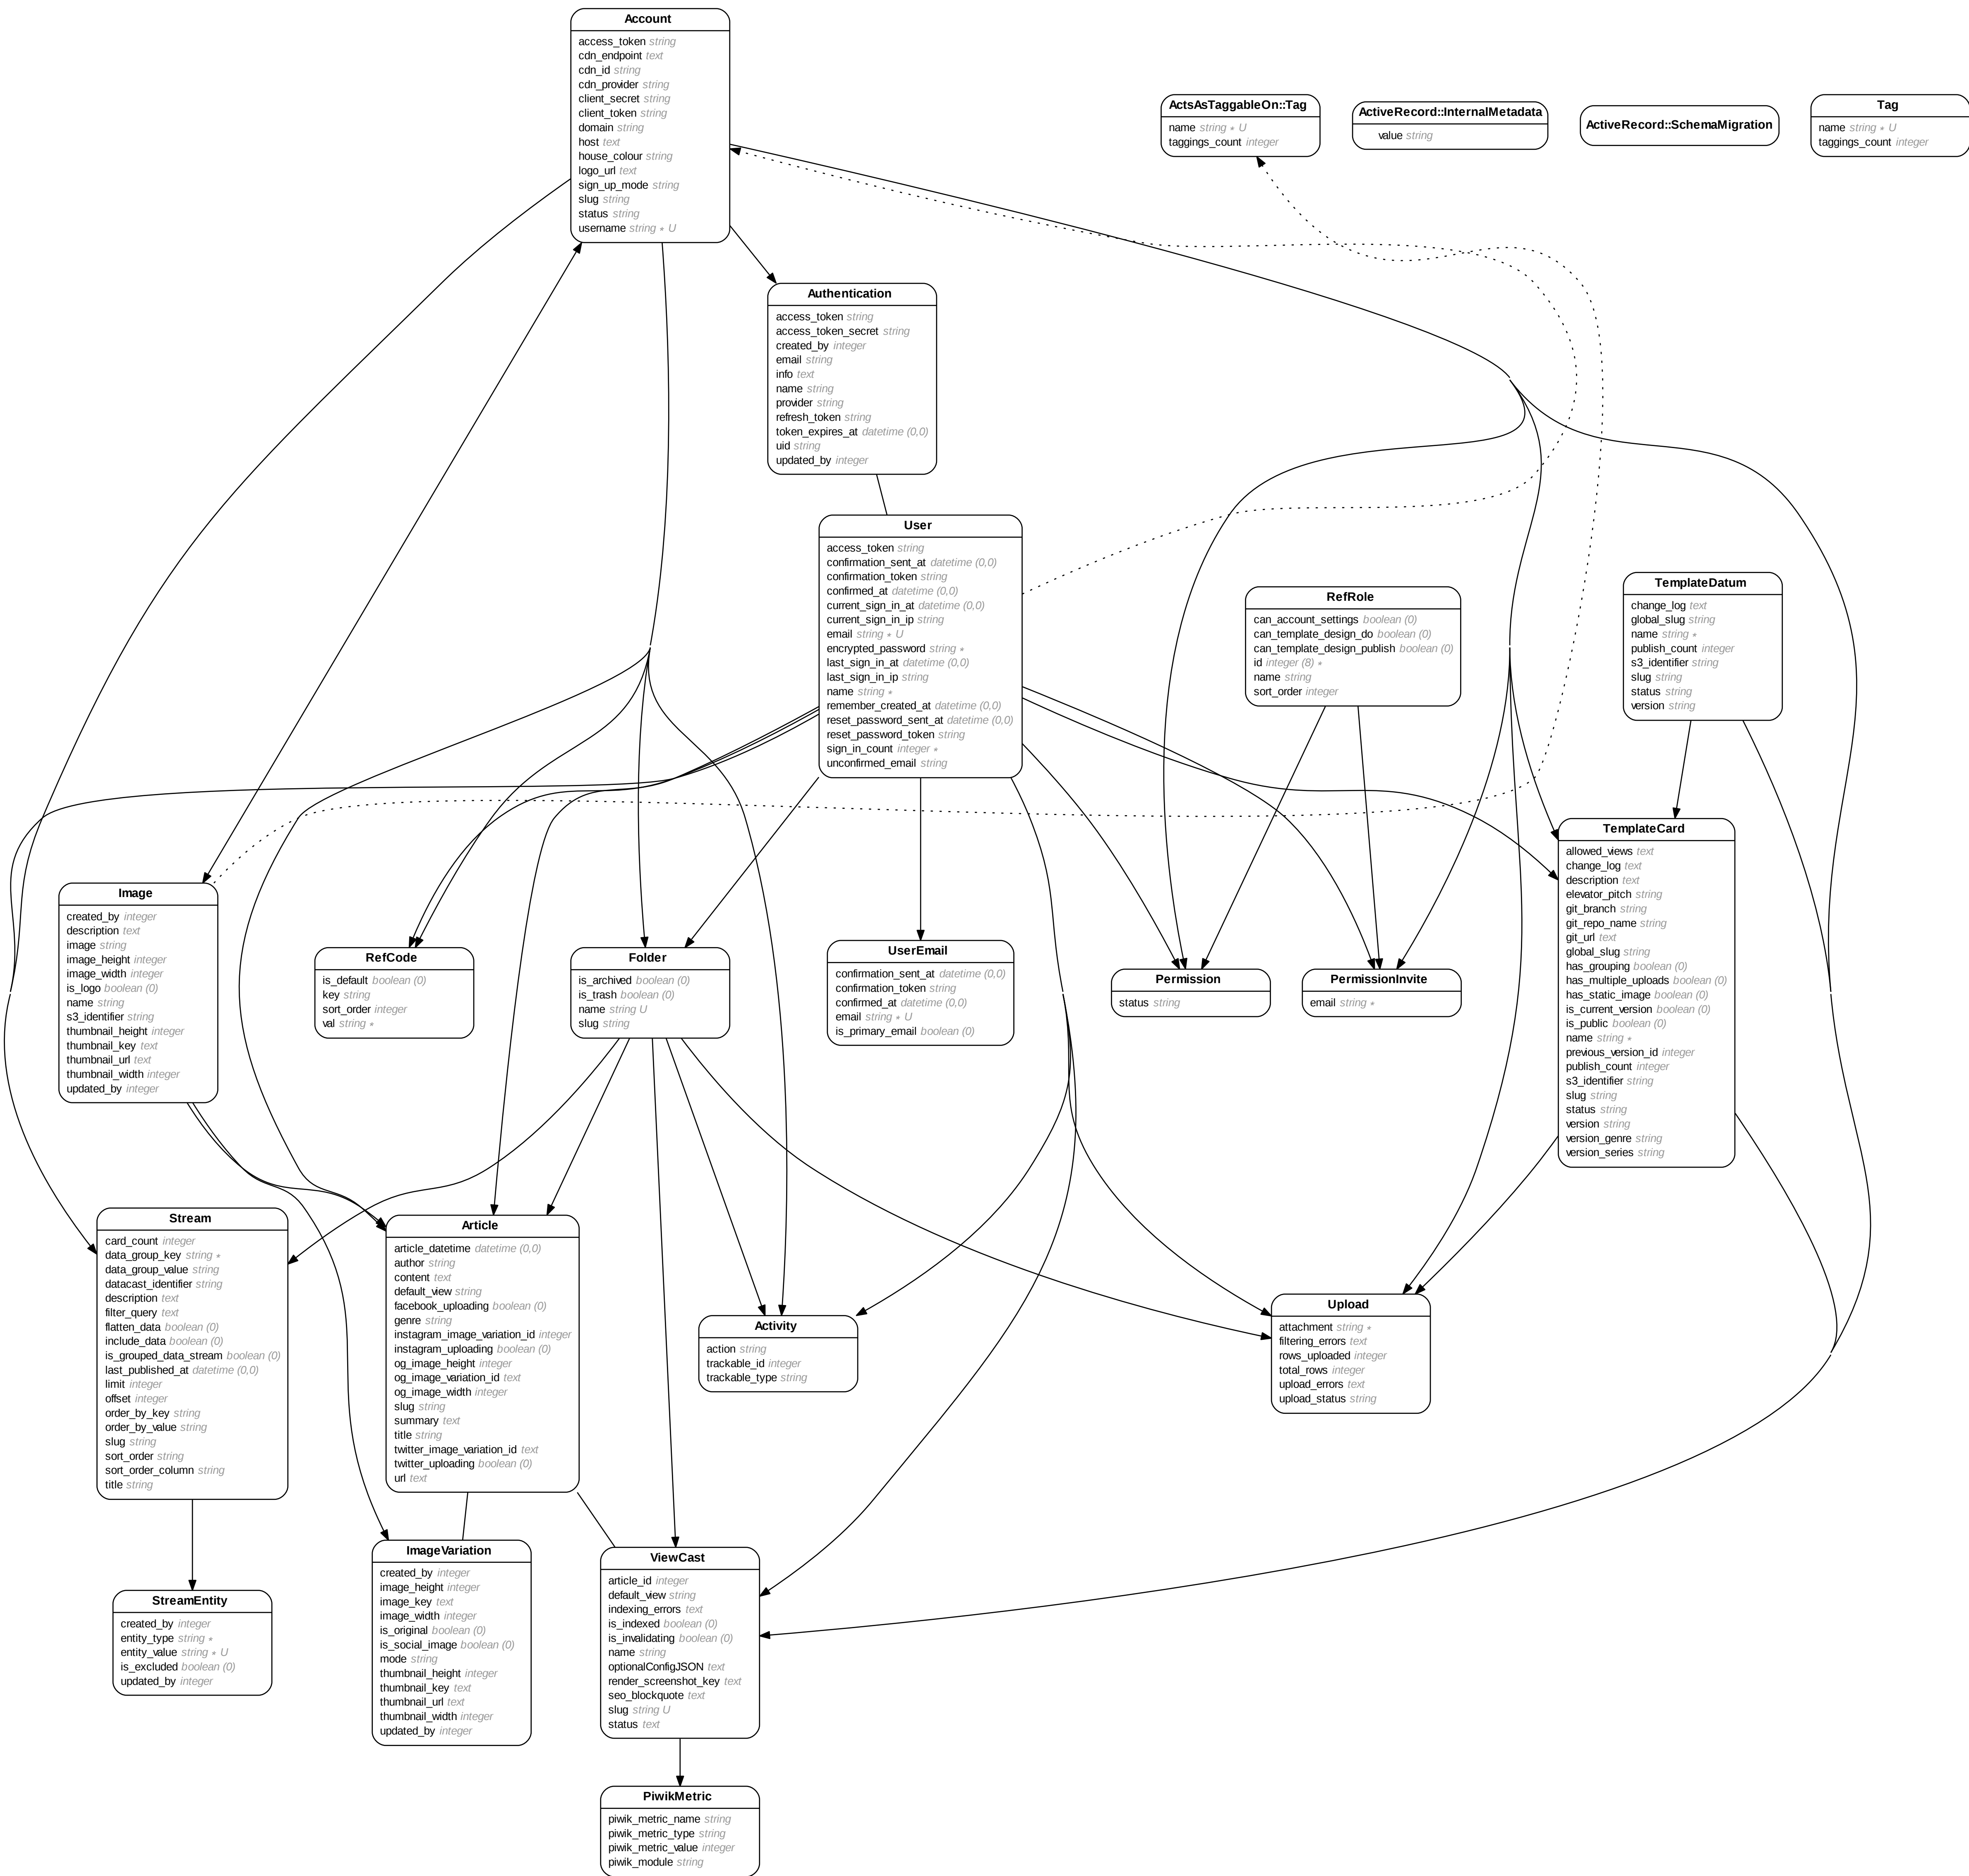 Account
access_token string
cdn_endpoint text
cdn_id string
cdn_provider string
client_secret string
client_token string
domain string
host text
house_colour string
logo_url text
sign_up_mode string
slug string
status string
username string ∗ U
ActsAsTaggableOn::Tag
name string ∗ U
taggings_count integer
ActiveRecord::InternalMetadata
value string
ActiveRecord::SchemaMigration
Tag
name string ∗ U
taggings_count integer
Authentication
access_token string
access_token_secret string
created_by integer
email string
info text
name string
provider string
refresh_token string
token_expires_at datetime (0,0)
uid string
updated_by integer
User
access_token string
confirmation_sent_at datetime (0,0)
confirmation_token string
confirmed_at datetime (0,0)
current_sign_in_at datetime (0,0)
current_sign_in_ip string
email string ∗ U
encrypted_password string ∗
last_sign_in_at datetime (0,0)
last_sign_in_ip string
name string ∗
remember_created_at datetime (0,0)
reset_password_sent_at datetime (0,0)
reset_password_token string
sign_in_count integer ∗
unconfirmed_email string
RefRole
can_account_settings boolean (0)
can_template_design_do boolean (0)
can_template_design_publish boolean (0)
id integer (8) ∗
name string
sort_order integer
TemplateDatum
change_log text
global_slug string
name string ∗
publish_count integer
s3_identifier string
slug string
status string
version string
TemplateCard
allowed_views text
change_log text
description text
elevator_pitch string
git_branch string
git_repo_name string
git_url text
global_slug string
has_grouping boolean (0)
has_multiple_uploads boolean (0)
has_static_image boolean (0)
is_current_version boolean (0)
is_public boolean (0)
name string ∗
previous_version_id integer
publish_count integer
s3_identifier string
slug string
status string
version string
version_genre string
version_series string
Image
created_by integer
description text
image string
image_height integer
image_width integer
is_logo boolean (0)
name string
s3_identifier string
thumbnail_height integer
thumbnail_key text
thumbnail_url text
thumbnail_width integer
updated_by integer
RefCode
is_default boolean (0)
key string
sort_order integer
val string ∗
Folder
is_archived boolean (0)
is_trash boolean (0)
name string U
slug string
UserEmail
confirmation_sent_at datetime (0,0)
confirmation_token string
confirmed_at datetime (0,0)
email string ∗ U
is_primary_email boolean (0)
Permission
status string
PermissionInvite
email string ∗
Stream
card_count integer
data_group_key string ∗
data_group_value string
datacast_identifier string
description text
filter_query text
flatten_data boolean (0)
include_data boolean (0)
is_grouped_data_stream boolean (0)
last_published_at datetime (0,0)
limit integer
offset integer
order_by_key string
order_by_value string
slug string
sort_order string
sort_order_column string
title string
Article
article_datetime datetime (0,0)
author string
content text
default_view string
facebook_uploading boolean (0)
genre string
instagram_image_variation_id integer
instagram_uploading boolean (0)
og_image_height integer
og_image_variation_id text
og_image_width integer
slug string
summary text
title string
twitter_image_variation_id text
twitter_uploading boolean (0)
url text
Activity
action string
trackable_id integer
trackable_type string
Upload
attachment string ∗
filtering_errors text
rows_uploaded integer
total_rows integer
upload_errors text
upload_status string
StreamEntity
created_by integer
entity_type string ∗
entity_value string ∗ U
is_excluded boolean (0)
updated_by integer
ImageVariation
created_by integer
image_height integer
image_key text
image_width integer
is_original boolean (0)
is_social_image boolean (0)
mode string
thumbnail_height integer
thumbnail_key text
thumbnail_url text
thumbnail_width integer
updated_by integer
ViewCast
article_id integer
default_view string
indexing_errors text
is_indexed boolean (0)
is_invalidating boolean (0)
name string
optionalConfigJSON text
render_screenshot_key text
seo_blockquote text
slug string U
status text
PiwikMetric
piwik_metric_name string
piwik_metric_type string
piwik_metric_value integer
piwik_module string